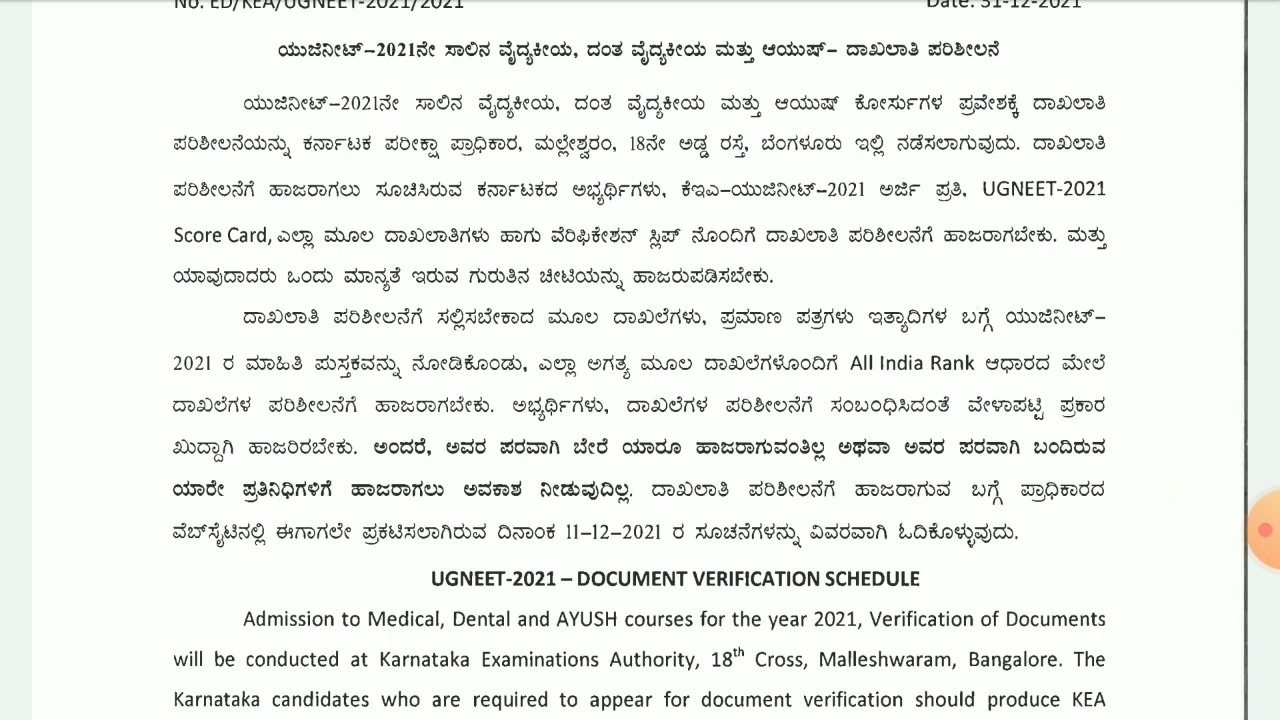 No. ED/KEA/UGNEET-2021/2021 Date: 31-12-2021
ಯುಜಿನೀಟ್–2021ನೇ ಸಾಲಿನ ವೈದ್ಯಕೀಯ, ದಂತ ವೈದ್ಯಕೀಯ ಮತ್ತು ಆಯುಷ್– ದಾಖಲಾತಿ ಪರಿಶೀಲನೆ
ಯುಜಿನೀಟ್–2021ನೇ ಸಾಲಿನ ವೈದ್ಯಕೀಯ, ದಂತ ವೈದ್ಯಕೀಯ ಮತ್ತು ಆಯುಷ್ ಕೋರ್ಸುಗಳ ಪ್ರವೇಶಕ್ಕೆ ದಾಖಲಾತಿ
ಪರಿಶೀಲನೆಯನ್ನು ಕರ್ನಾಟಕ ಪರೀಕ್ಷಾ ಪ್ರಾಧಿಕಾರ, ಮಲ್ಲೇಶ್ವರಂ, 18ನೇ ಅಡ್ಡ ರಸ್ತೆ, ಬೆಂಗಳೂರು ಇಲ್ಲಿ ನಡೆಸಲಾಗುವುದು. ದಾಖಲಾತಿ
ಪರಿಶೀಲನೆಗೆ ಹಾಜರಾಗಲು ಸೂಚಿಸಿರುವ ಕರ್ನಾಟಕದ ಅಭ್ಯರ್ಥಿಗಳು, ಕೆಇಎ–ಯುಜಿನೀಟ್–2021 ಅರ್ಜಿ ಪ್ರತಿ, UGNEET-2021
Score Card, ಎಲ್ಲಾ ಮೂಲ ದಾಖಲಾತಿಗಳು ಹಾಗು ವೆರಿಫಿಕೇಶನ್ ಸ್ಲಿಪ್ ನೊಂದಿಗೆ ದಾಖಲಾತಿ ಪರಿಶೀಲನೆಗೆ ಹಾಜರಾಗಬೇಕು. ಮತ್ತು
ಯಾವುದಾದರು ಒಂದು ಮಾನ್ಯತೆ ಇರುವ ಗುರುತಿನ ಚೀಟಿಯನ್ನು ಹಾಜರುಪಡಿಸಬೇಕು.
ದಾಖಲಾತಿ ಪರಿಶೀಲನೆಗೆ ಸಲ್ಲಿಸಬೇಕಾದ ಮೂಲ ದಾಖಲೆಗಳು, ಪ್ರಮಾಣ ಪತ್ರಗಳು ಇತ್ಯಾದಿಗಳ ಬಗ್ಗೆ ಯುಜಿನೀಟ್–
2021 ರ ಮಾಹಿತಿ ಪುಸ್ತಕವನ್ನು ನೋಡಿಕೊಂಡು, ಎಲ್ಲಾ ಅಗತ್ಯ ಮೂಲ ದಾಖಲೆಗಳೊಂದಿಗೆ All India Rank ಆಧಾರದ ಮೇಲೆ
ದಾಖಲೆಗಳ ಪರಿಶೀಲನೆಗೆ ಹಾಜರಾಗಬೇಕು. ಅಭ್ಯರ್ಥಿಗಳು, ದಾಖಲೆಗಳ ಪರಿಶೀಲನೆಗೆ ಸಂಬಂಧಿಸಿದಂತೆ ವೇಳಾಪಟ್ಟಿ ಪ್ರಕಾರ
ಖುದ್ದಾಗಿ ಹಾಜರಿರಬೇಕು. ಅಂದರೆ, ಅವರ ಪರವಾಗಿ ಬೇರೆ ಯಾರೂ ಹಾಜರಾಗುವಂತಿಲ್ಲ ಅಥವಾ ಅವರ ಪರವಾಗಿ ಬಂದಿರುವ
ಯಾರೇ ಪ್ರತಿನಿಧಿಗಳಿಗೆ ಹಾಜರಾಗಲು ಅವಕಾಶ ನೀಡುವುದಿಲ್ಲ. ದಾಖಲಾತಿ ಪರಿಶೀಲನೆಗೆ ಹಾಜರಾಗುವ ಬಗ್ಗೆ ಪ್ರಾಧಿಕಾರದ
ವೆಬ್‌ಸೈಟಿನಲ್ಲಿ ಈಗಾಗಲೇ ಪ್ರಕಟಿಸಲಾಗಿರುವ ದಿನಾಂಕ 11–12–2021 ರ ಸೂಚನೆಗಳನ್ನು ವಿವರವಾಗಿ ಓದಿಕೊಳ್ಳುವುದು.
UGNEET-2021 – DOCUMENT VERIFICATION SCHEDULE
Admission to Medical, Dental and AYUSH courses for the year 2021, Verification of Documents
will be conducted at Karnataka Examinations Authority, 18th Cross, Malleshwaram, Bangalore. The
Karnataka candidates who are required to appear for document verification should produce KEA